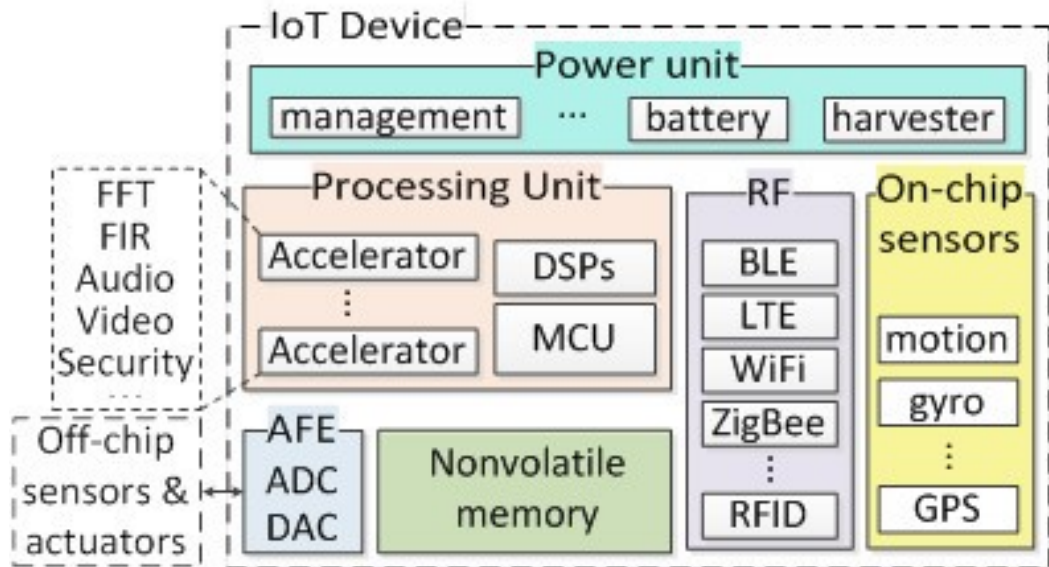 IoT Device
Power unit
management ... battery harvester
FFT
FIR
Audio
Video
Security
...
Processing Unit
Accelerator
⋮
Accelerator
DSPs
MCU
RF
BLE
LTE
WiFi
ZigBee
⋮
RFID
On-chip
sensors
motion
gyro
⋮
GPS
Off-chip
sensors &
actuators
AFE
ADC
DAC
Nonvolatile
memory